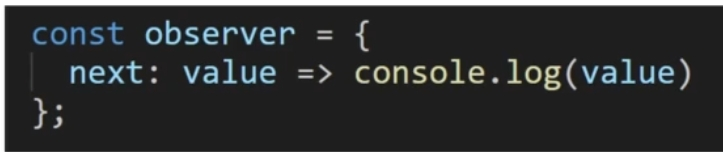 const observer = {
  next: value => console.log(value)
};